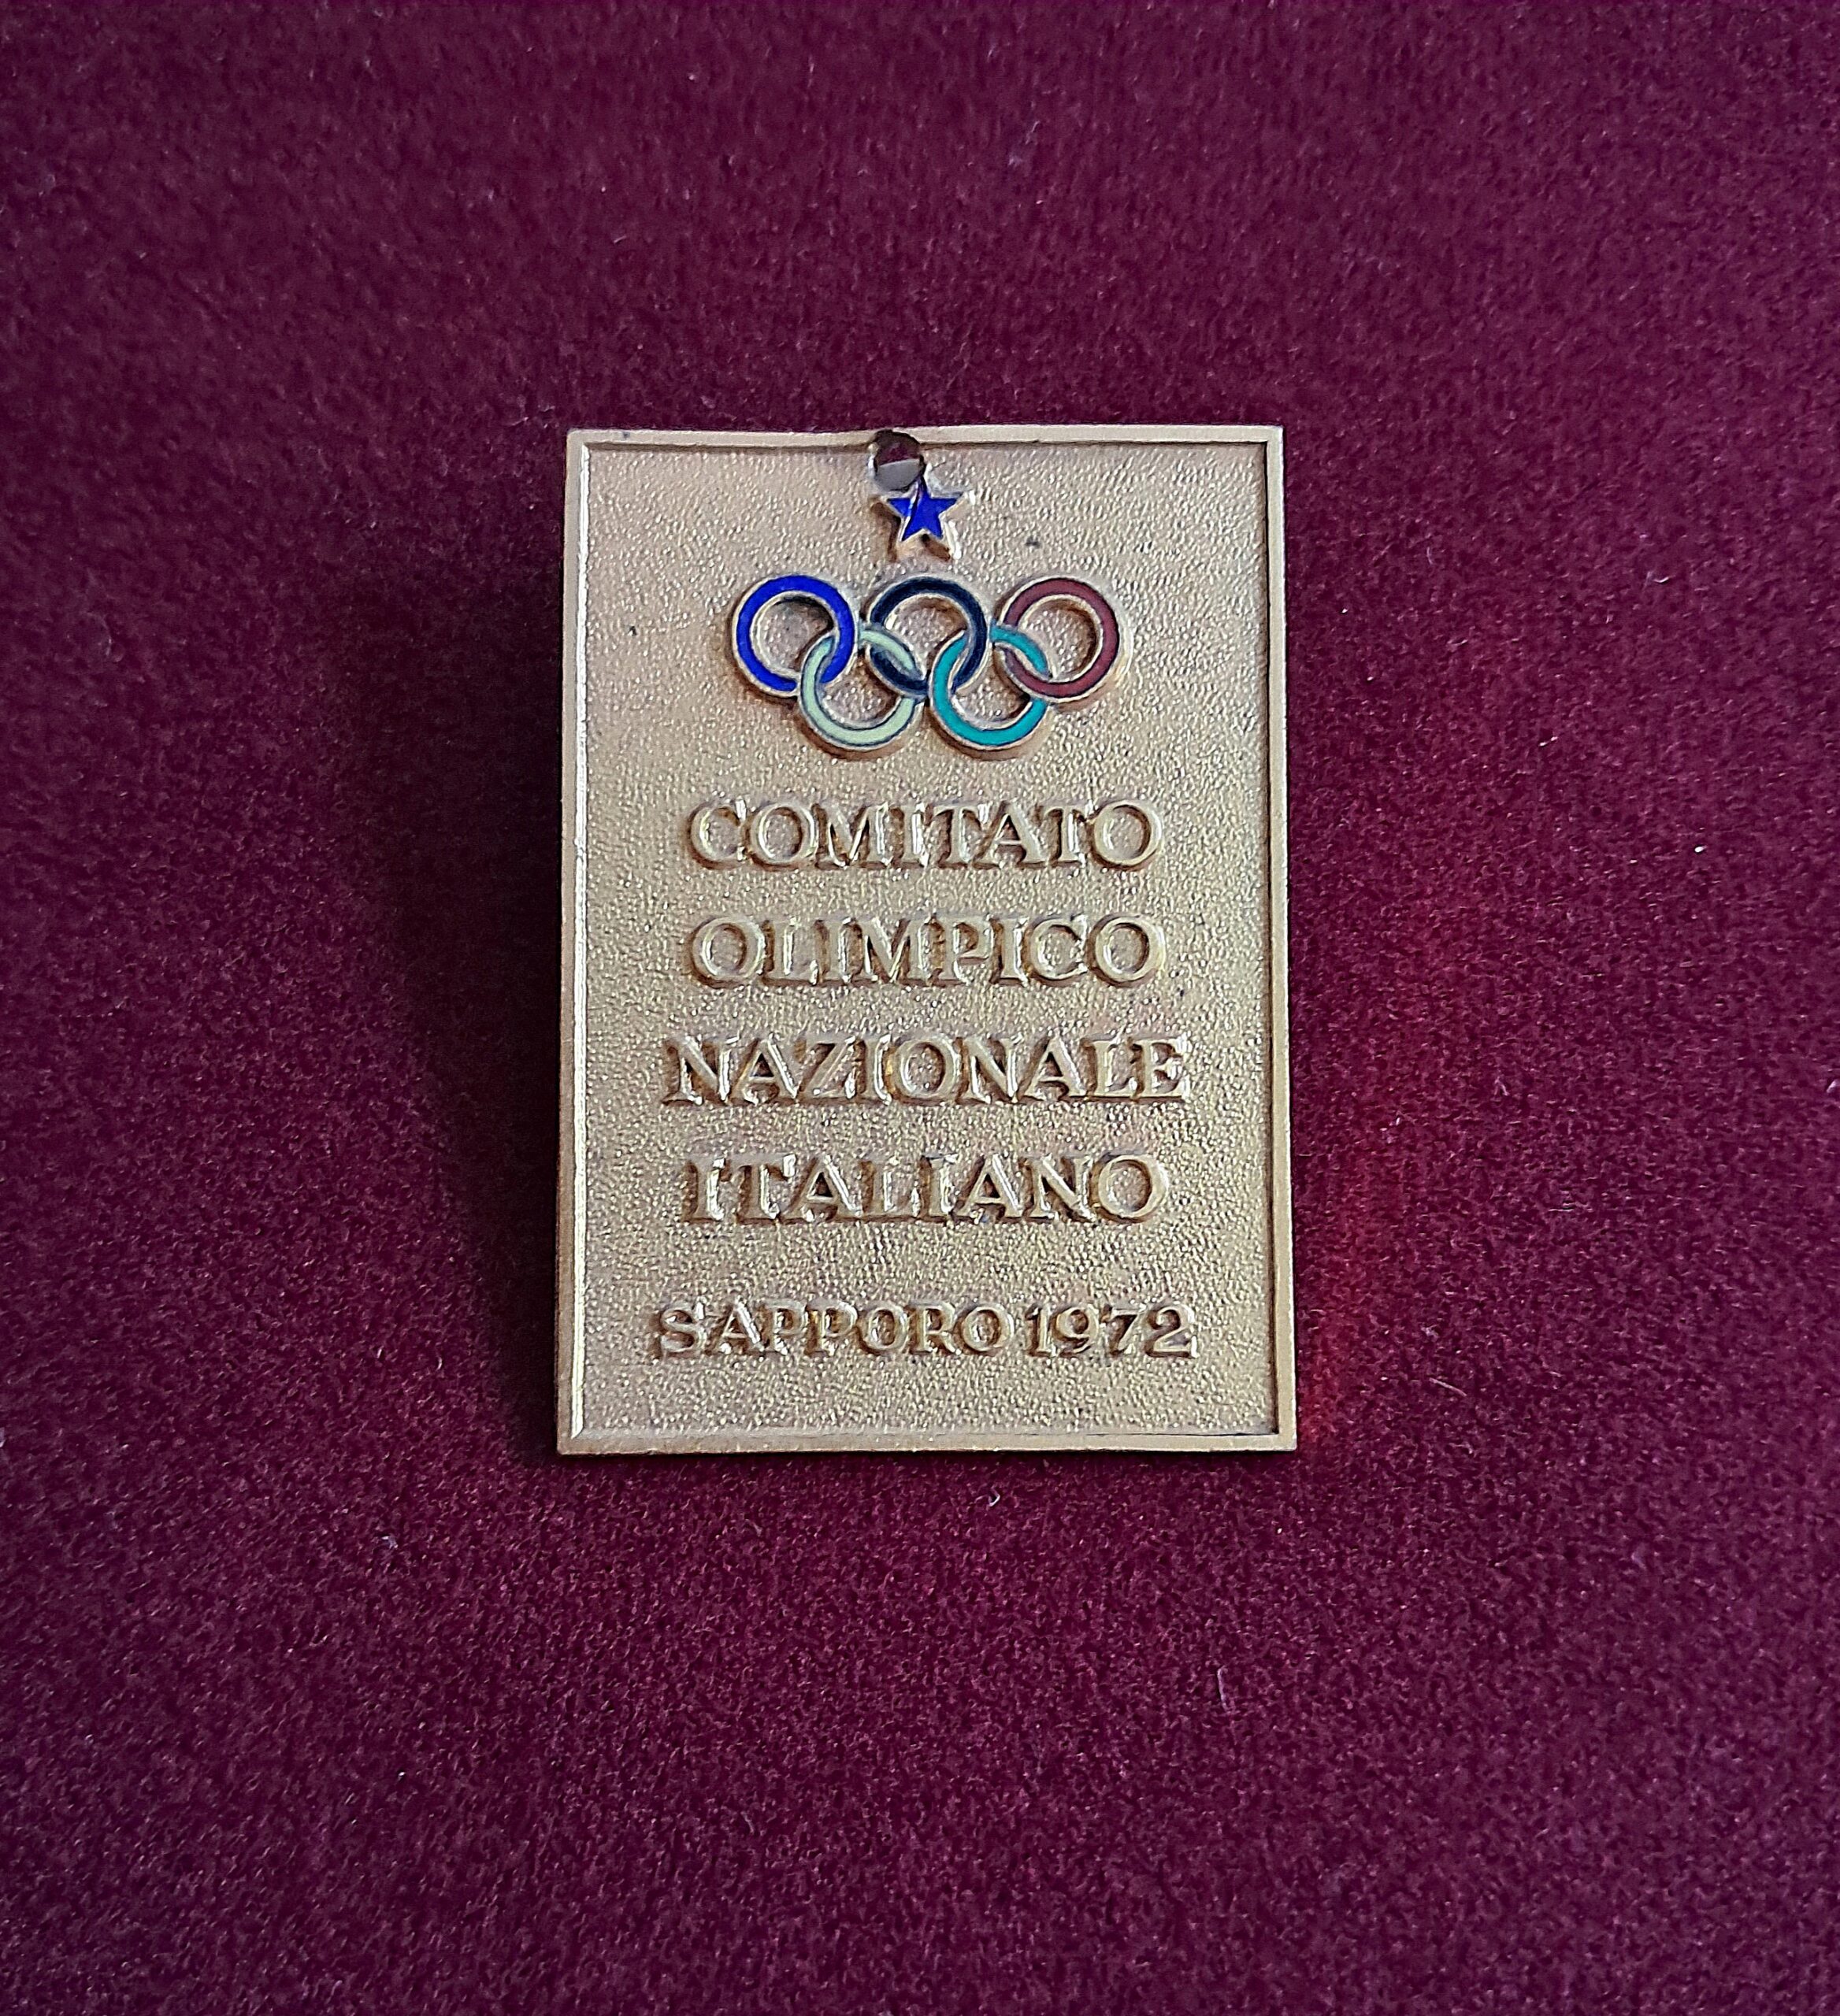 COMITATO
OLIMPICO
NAZIONALE
ITALIANO
SAPPORO 1972